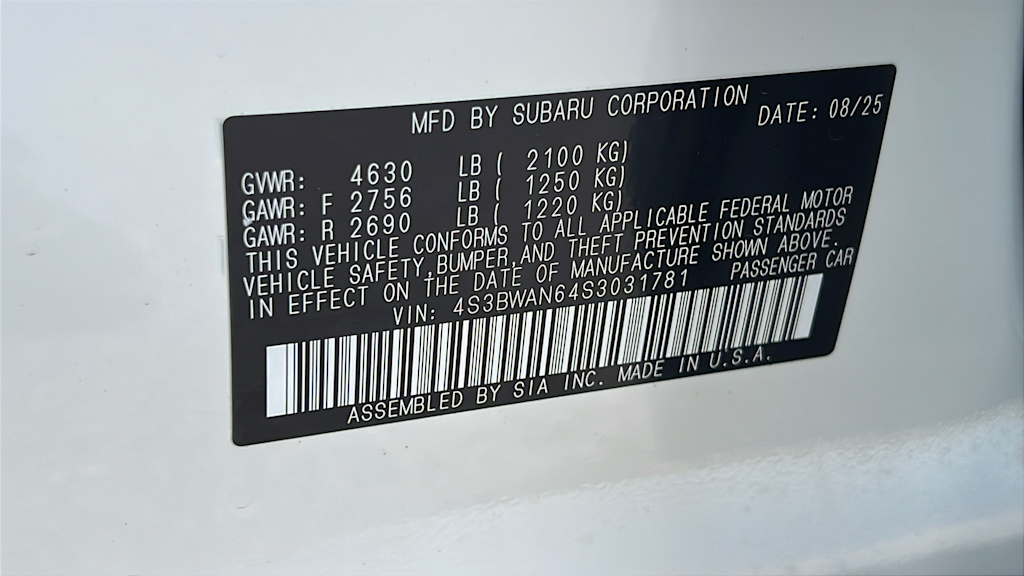 MFD BY SUBARU CORPORATION DATE: 08/25
GVWR: 4630 LB ( 2100 KG)
GAWR: F 2756 LB ( 1250 KG)
GAWR: R 2690 LB ( 1220 KG)
THIS VEHICLE CONFORMS TO ALL APPLICABLE FEDERAL MOTOR
VEHICLE SAFETY,BUMPER,AND THEFT PREVENTION STANDARDS
IN EFFECT ON THE DATE OF MANUFACTURE SHOWN ABOVE.
VIN: 4S3BWAN64S3031781 PASSENGER CAR
ASSEMBLED BY SIA INC. MADE IN U.S.A.